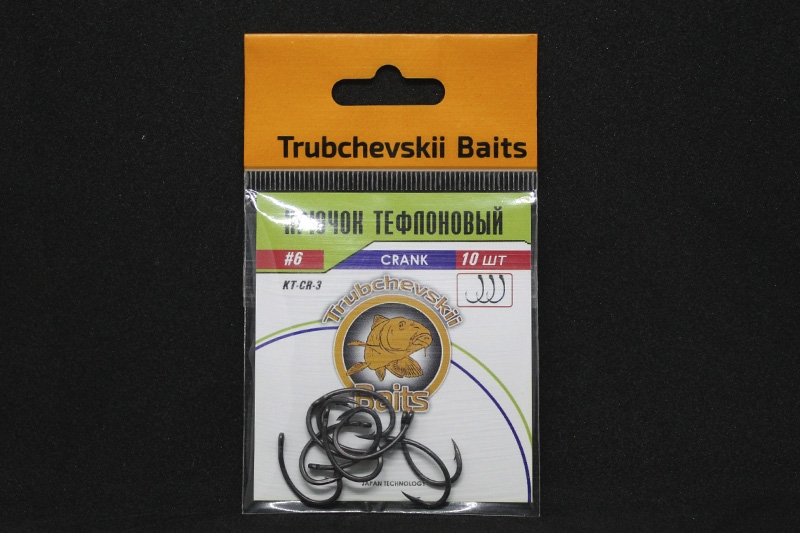 Trubchevskii Baits
КРЮЧОК ТЕФЛОНОВЫЙ
#6 CRANK 10 ШТ
KT-CR-3
Trubchevskii
Baits
JAPAN TECHNOLOGY